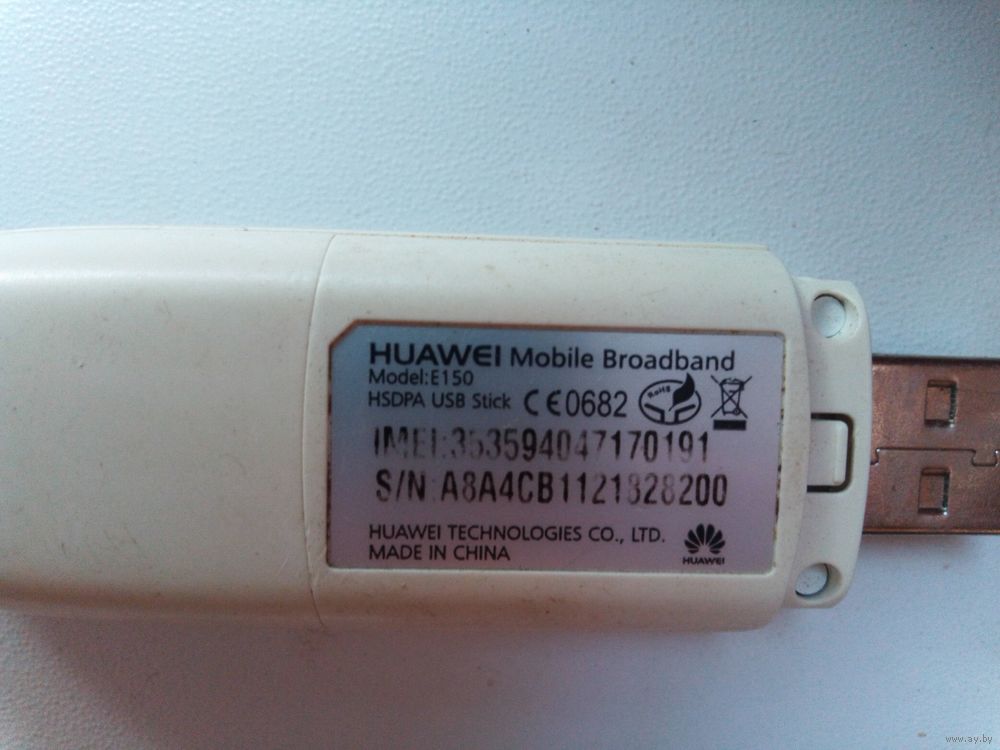 HUAWEI Mobile Broadband
Model:E150
HSDPA USB Stick CE0682 RoHS
IMEI:353594047170191
S/N:A8A4CB1121828200
HUAWEI TECHNOLOGIES CO., LTD.
MADE IN CHINA
HUAWEI
www.ay.by